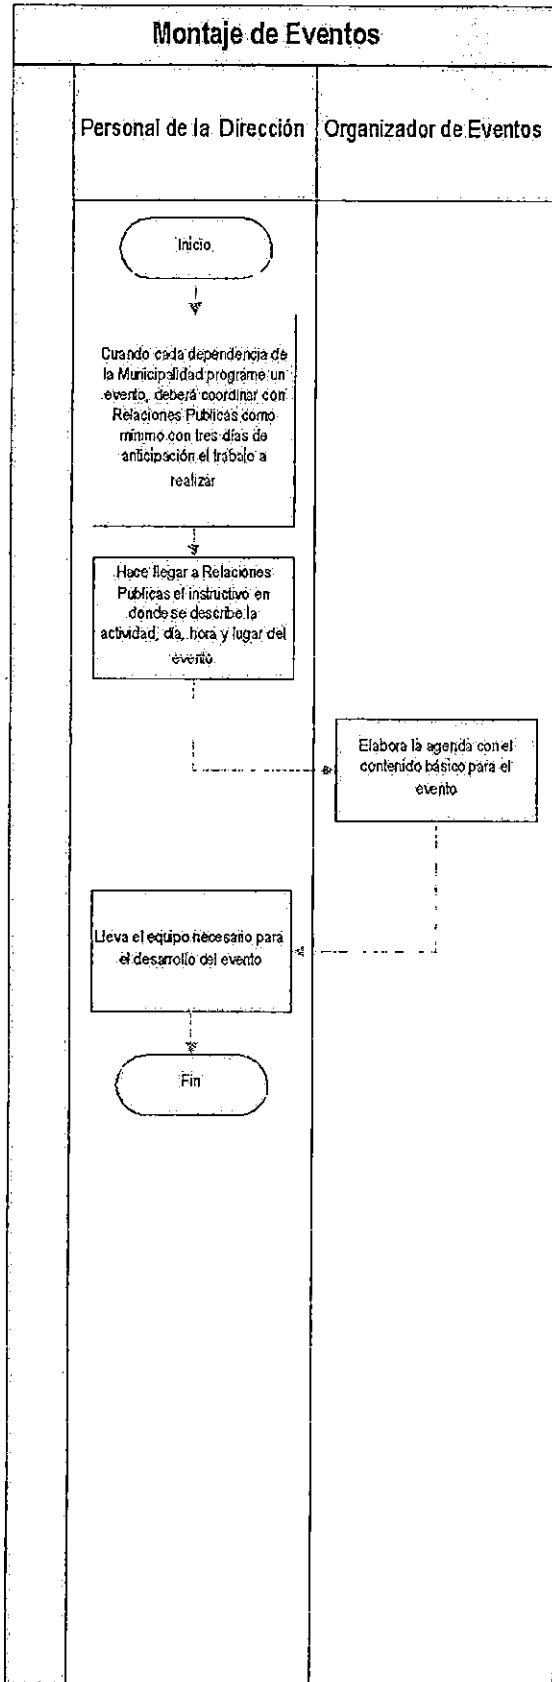 Montaje de Eventos
Personal de la Dirección
Organizador de Eventos
Inicio
Cuando cada dependencia de
la Municipalidad programe un
evento, deberá coordinar con
Relaciones Publicas como
mínimo con tres días de
anticipación el trabajo a
realizar
Hace llegar a Relaciones
Publicas el instructivo en
donde se describe la
actividad, día, hora y lugar del
evento.
Elabora la agenda con el
contenido básico para el
evento
Lleva el equipo necesario para
el desarrollo del evento
Fin